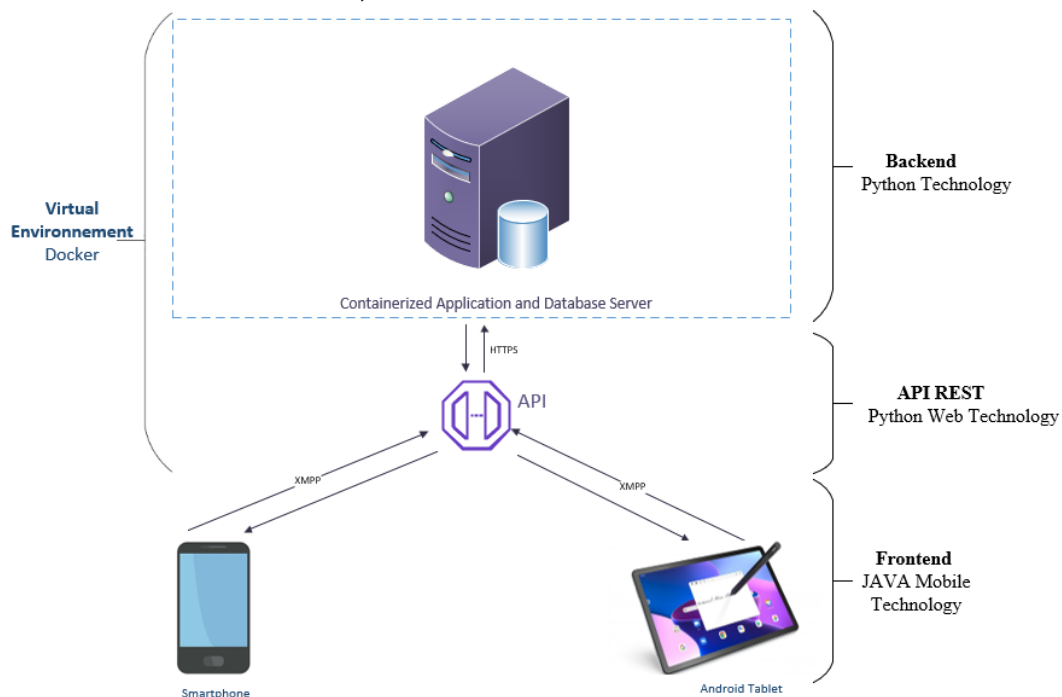 Backend
Python Technology
Virtual
Environnement
Docker
Containerized Application and Database Server
HTTPS
API
API REST
Python Web Technology
XMPP
XMPP
Frontend
JAVA Mobile
Technology
Smartphone
Android Tablet